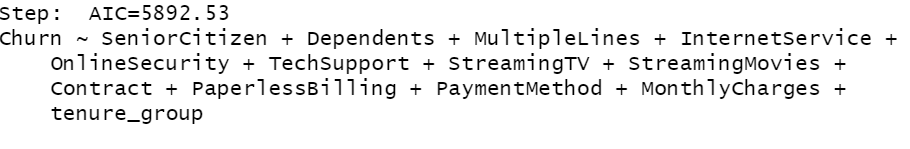 Step:  AIC=5892.53
Churn ~ SeniorCitizen + Dependents + MultipleLines + InternetService +
    OnlineSecurity + TechSupport + StreamingTV + StreamingMovies +
    Contract + PaperlessBilling + PaymentMethod + MonthlyCharges +
    tenure_group